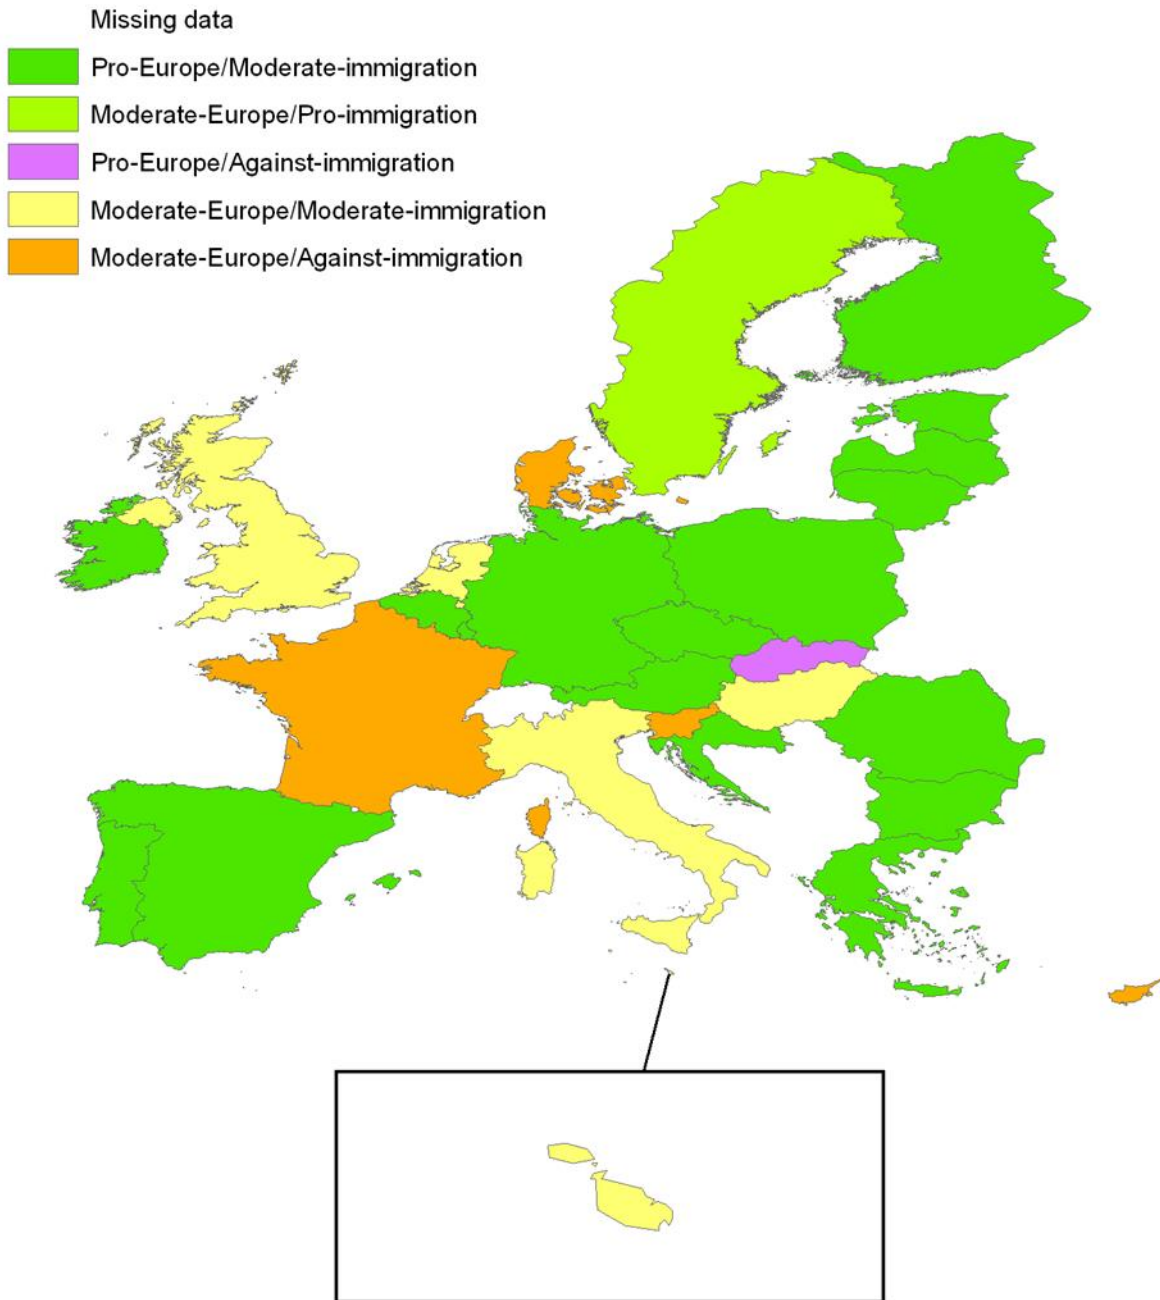 Missing data
Pro-Europe/Moderate-immigration
Moderate-Europe/Pro-immigration
Pro-Europe/Against-immigration
Moderate-Europe/Moderate-immigration
Moderate-Europe/Against-immigration